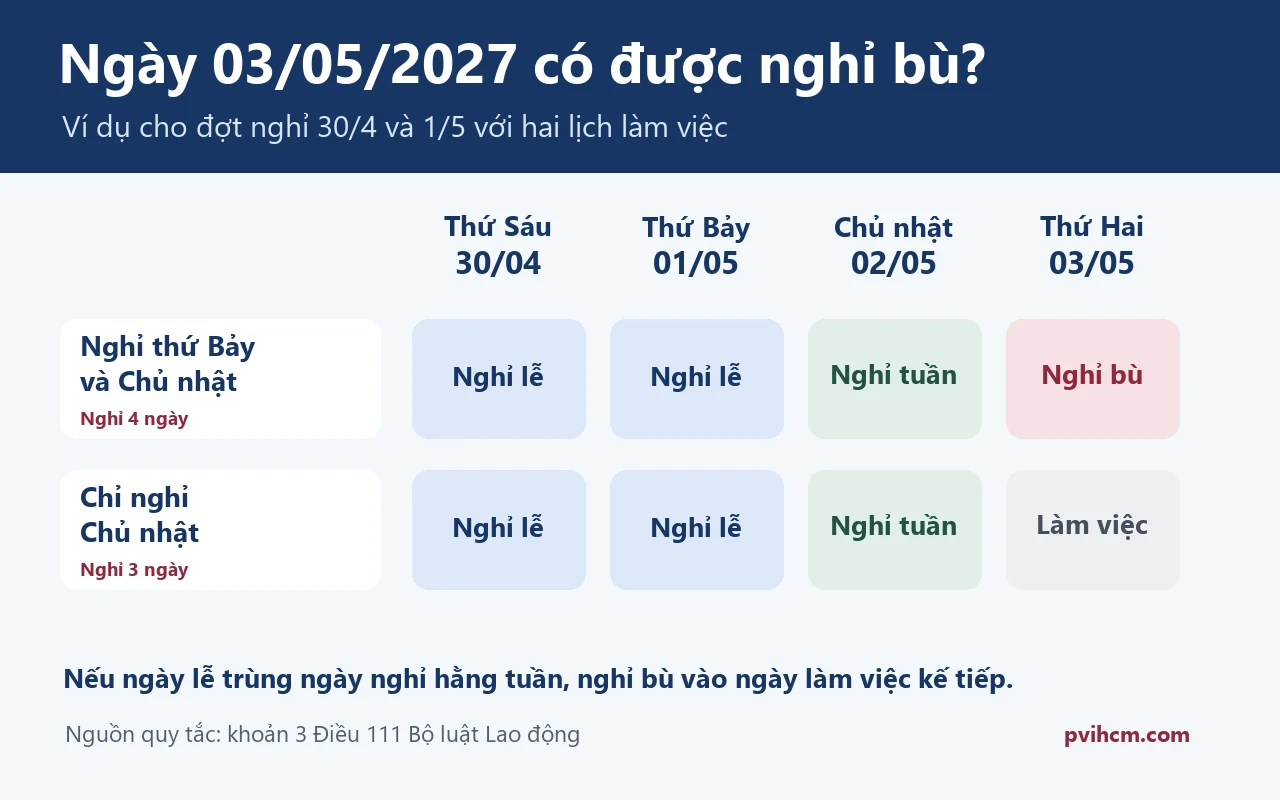 Ngày 03/05/2027 có được nghỉ bù?
Ví dụ cho đợt nghỉ 30/4 và 1/5 với hai lịch làm việc
Thứ Sáu
30/04
Thứ Bảy
01/05
Chủ nhật
02/05
Thứ Hai
03/05
Nghỉ thứ Bảy
và Chủ nhật
Nghỉ 4 ngày
Nghỉ lễ
Nghỉ lễ
Nghỉ tuần
Nghỉ bù
Chỉ nghỉ
Chủ nhật
Nghỉ 3 ngày
Nghỉ lễ
Nghỉ lễ
Nghỉ tuần
Làm việc
Nếu ngày lễ trùng ngày nghỉ hằng tuần, nghỉ bù vào ngày làm việc kế tiếp.
Nguồn quy tắc: khoản 3 Điều 111 Bộ luật Lao động
pvihcm.com